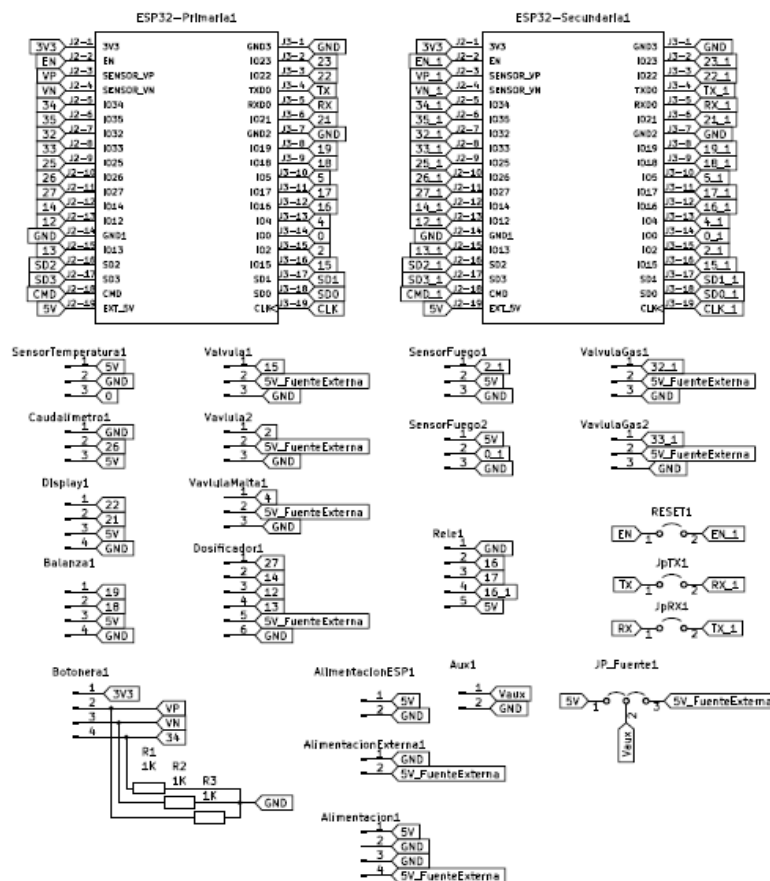 ESP32-Primaria1
3V3 J2-1 3V3 GND3 J3-1 GND
EN J2-2 EN IO23 J3-2 23
VP J2-3 SENSOR_VP IO22 J3-3 22
VN J2-4 SENSOR_VN TXD0 J3-4 TX
34 J2-5 IO34 RXD0 J3-5 RX
35 J2-6 IO35 IO21 J3-6 21
32 J2-7 IO32 GND2 J3-7 GND
33 J2-8 IO33 IO19 J3-8 19
25 J2-9 IO25 IO18 J3-9 18
26 J2-10 IO26 IO5 J3-10 5
27 J2-11 IO27 IO17 J3-11 17
14 J2-12 IO14 IO16 J3-12 16
12 J2-13 IO12 IO4 J3-13 4
GND J2-14 GND1 IO0 J3-14 0
13 J2-15 IO13 IO2 J3-15 2
SD2 J2-16 SD2 IO15 J3-16 15
SD3 J2-17 SD3 SD1 J3-17 SD1
CMD J2-18 CMD SD0 J3-18 SD0
5V J2-19 EXT_5V CLK J3-19 CLK
ESP32-Secundaria1
3V3 J2-1 3V3 GND3 J3-1 GND
EN_1 J2-2 EN IO23 J3-2 23_1
VP_1 J2-3 SENSOR_VP IO22 J3-3 22_1
VN_1 J2-4 SENSOR_VN TXD0 J3-4 TX_1
34_1 J2-5 IO34 RXD0 J3-5 RX_1
35_1 J2-6 IO35 IO21 J3-6 21_1
32_1 J2-7 IO32 GND2 J3-7 GND
33_1 J2-8 IO33 IO19 J3-8 19_1
25_1 J2-9 IO25 IO18 J3-9 18_1
26_1 J2-10 IO26 IO5 J3-10 5_1
27_1 J2-11 IO27 IO17 J3-11 17_1
14_1 J2-12 IO14 IO16 J3-12 16_1
12_1 J2-13 IO12 IO4 J3-13 4_1
GND J2-14 GND1 IO0 J3-14 0_1
13_1 J2-15 IO13 IO2 J3-15 2_1
SD2_1 J2-16 SD2 IO15 J3-16 15_1
SD3_1 J2-17 SD3 SD1 J3-17 SD1_1
CMD_1 J2-18 CMD SD0 J3-18 SD0_1
5V J2-19 EXT_5V CLK J3-19 CLK_1
SensorTemperatura1
1 5V
2 GND
3 0
Valvula1
1 15
2 5V_FuenteExterna
3 GND
SensorFuego1
1 2_1
2 5V
3 GND
ValvulaGas1
1 32_1
2 5V_FuenteExterna
3 GND
Caudalímetro1
1 GND
2 26
3 5V
Vavlula2
1 2
2 5V_FuenteExterna
3 GND
SensorFuego2
1 5V
2 0_1
3 GND
VavlulaGas2
1 33_1
2 5V_FuenteExterna
3 GND
Display1
1 22
2 21
3 5V
4 GND
VavlulaMalta1
1 4
2 5V_FuenteExterna
3 GND
RESET1
EN 1 2 EN_1
Balanza1
1 19
2 18
3 5V
4 GND
Dosificador1
1 27
2 14
3 12
4 13
5 5V_FuenteExterna
6 GND
Rele1
1 GND
2 16
3 17
4 16_1
5 5V
JpTX1
TX 1 2 RX_1
JpRX1
RX 1 2 TX_1
Botonera1
1 3V3
2 VP
3 VN
4 34
R1
1K
R2
1K
R3
1K
GND
AlimentacionESP1
1 5V
2 GND
Aux1
1 Vaux
2 GND
JP_Fuente1
5V 1 3 5V_FuenteExterna
2
Vaux
AlimentacionExterna1
1 GND
2 5V_FuenteExterna
Alimentacion1
1 5V
2 GND
3 GND
4 5V_FuenteExterna